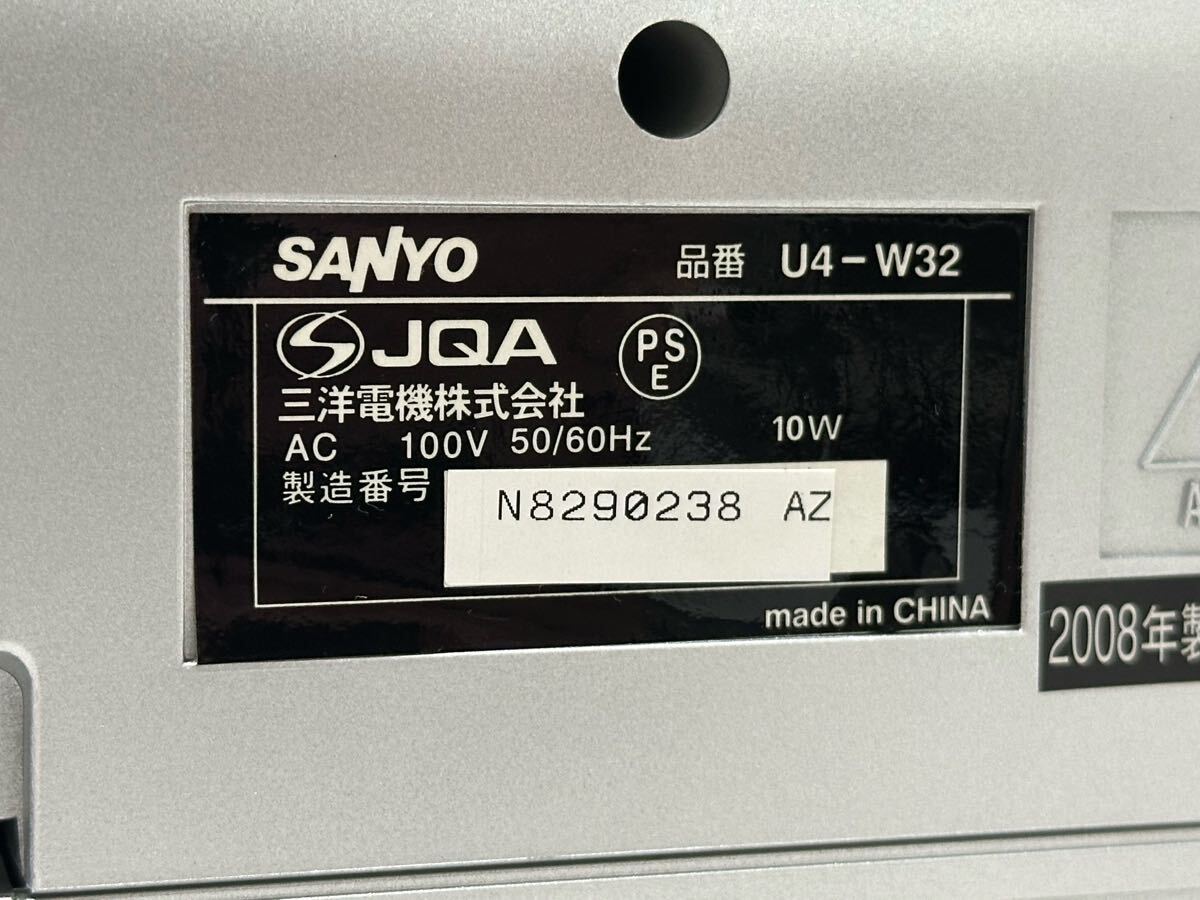 SANYO 品番 U4-W32
JQA PSE
三洋電機株式会社
AC 100V 50/60Hz 10W
製造番号 N8290238 AZ
made in CHINA
2008年製